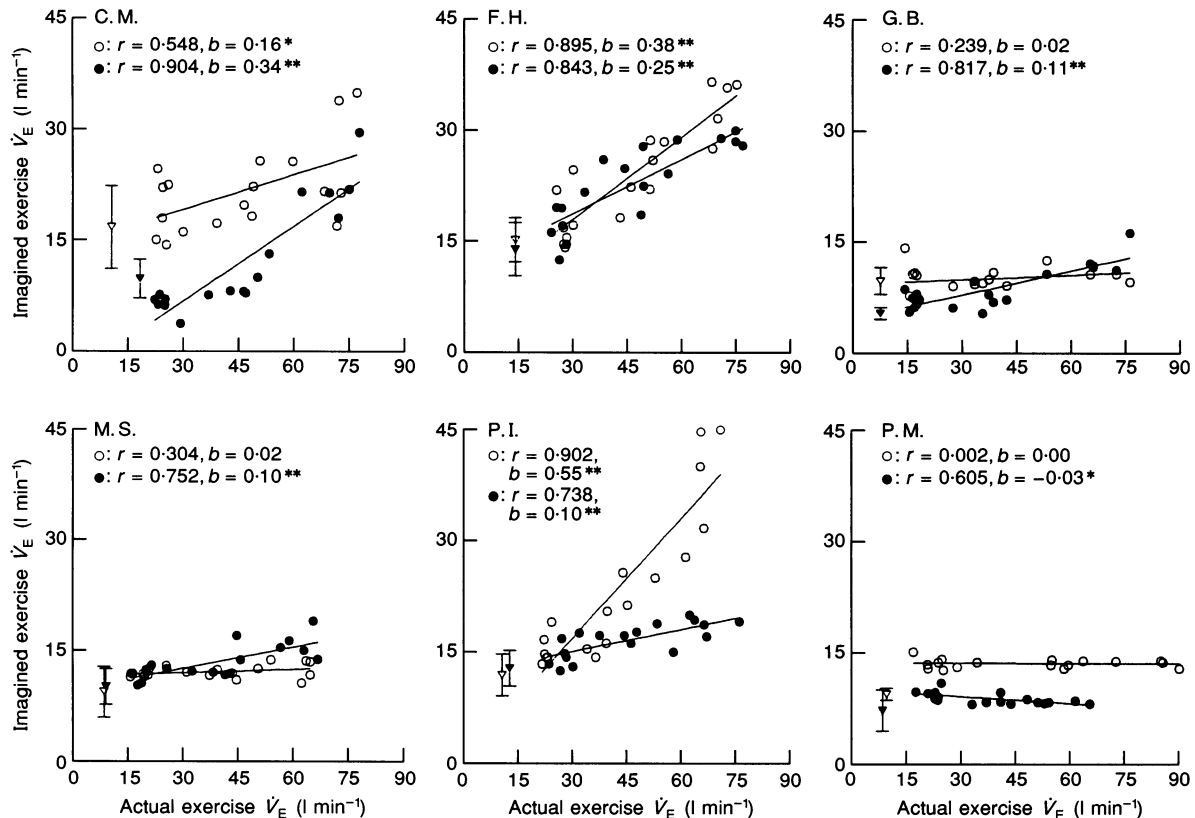 C.M.
○: r = 0·548, b = 0·16*
●: r = 0·904, b = 0·34**
45
30
15
0
0 15 30 45 60 75 90
Imagined exercise V̇E (l min⁻¹)
F.H.
○: r = 0·895, b = 0·38**
●: r = 0·843, b = 0·25**
45
30
15
0
0 15 30 45 60 75 90
G.B.
○: r = 0·239, b = 0·02
●: r = 0·817, b = 0·11**
45
30
15
0
0 15 30 45 60 75 90
M.S.
○: r = 0·304, b = 0·02
●: r = 0·752, b = 0·10**
45
30
15
0
0 15 30 45 60 75 90
Imagined exercise V̇E (l min⁻¹)
Actual exercise V̇E (l min⁻¹)
P.I.
○: r = 0·902,
b = 0·55**
●: r = 0·738,
b = 0·10**
45
30
15
0
0 15 30 45 60 75 90
Actual exercise V̇E (l min⁻¹)
P.M.
○: r = 0·002, b = 0·00
●: r = 0·605, b = −0·03*
45
30
15
0
0 15 30 45 60 75 90
Actual exercise V̇E (l min⁻¹)